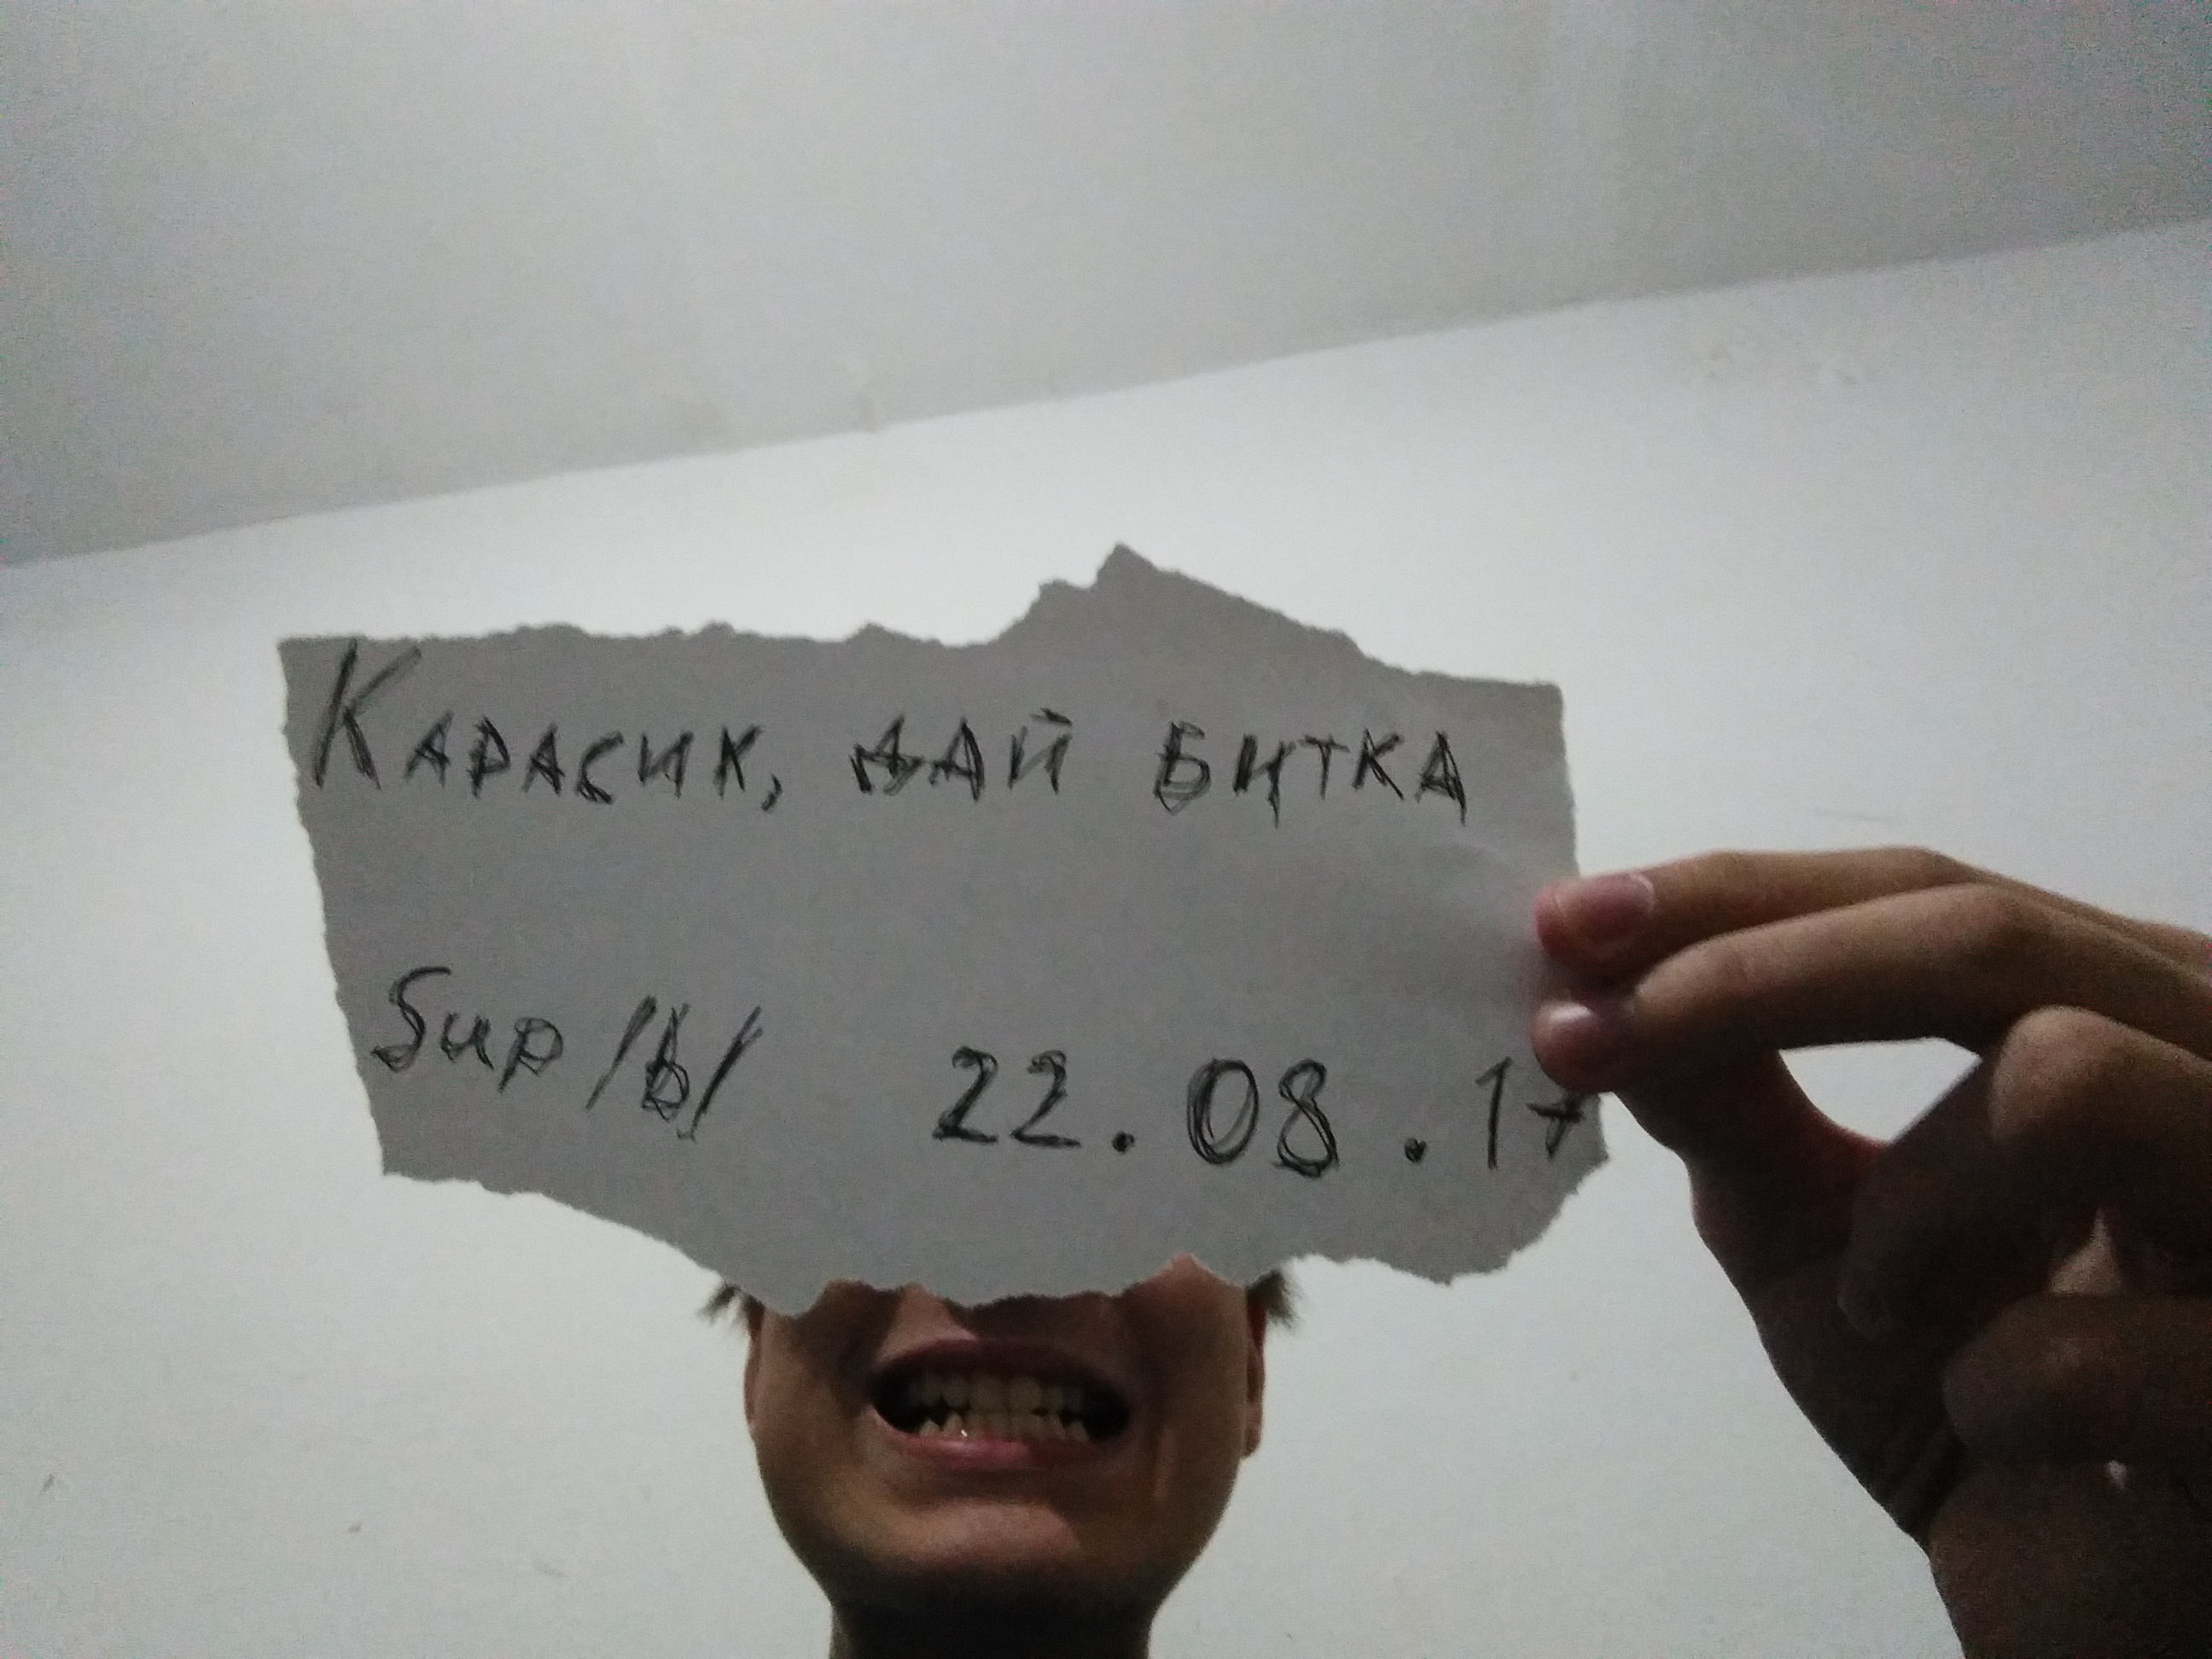 Карасик, дай битка
Sup /b/ 22.08.17